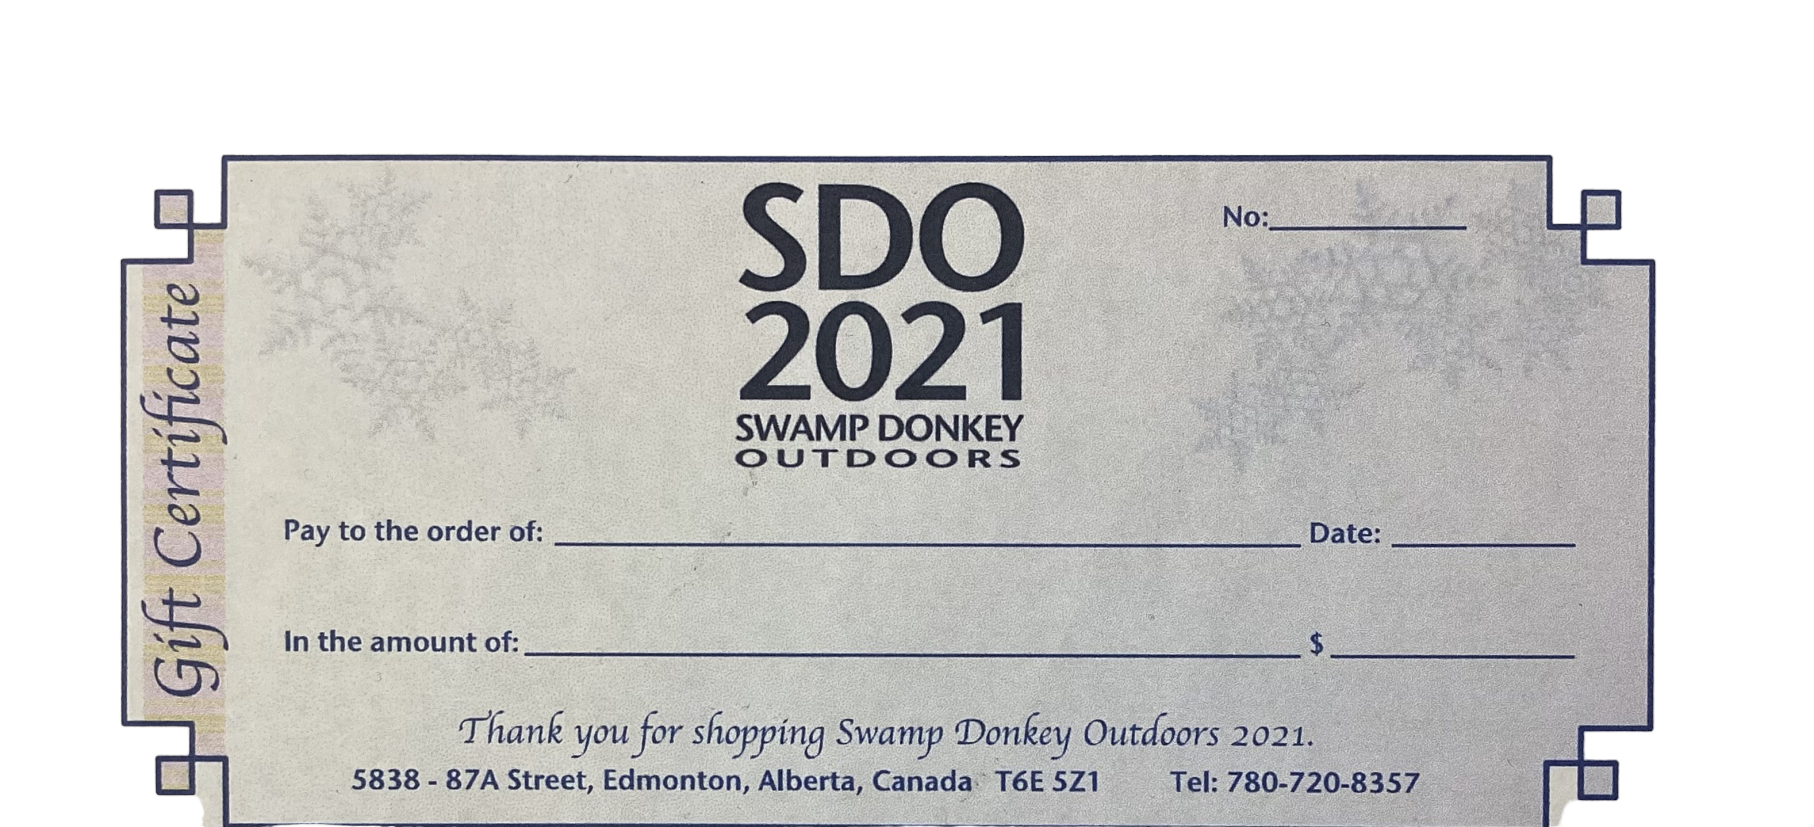 SDO
2021
SWAMP DONKEY
OUTDOORS
No:
Gift Certificate
Pay to the order of: Date:
In the amount of: $
Thank you for shopping Swamp Donkey Outdoors 2021.
5838 - 87A Street, Edmonton, Alberta, Canada T6E 5Z1 Tel: 780-720-8357